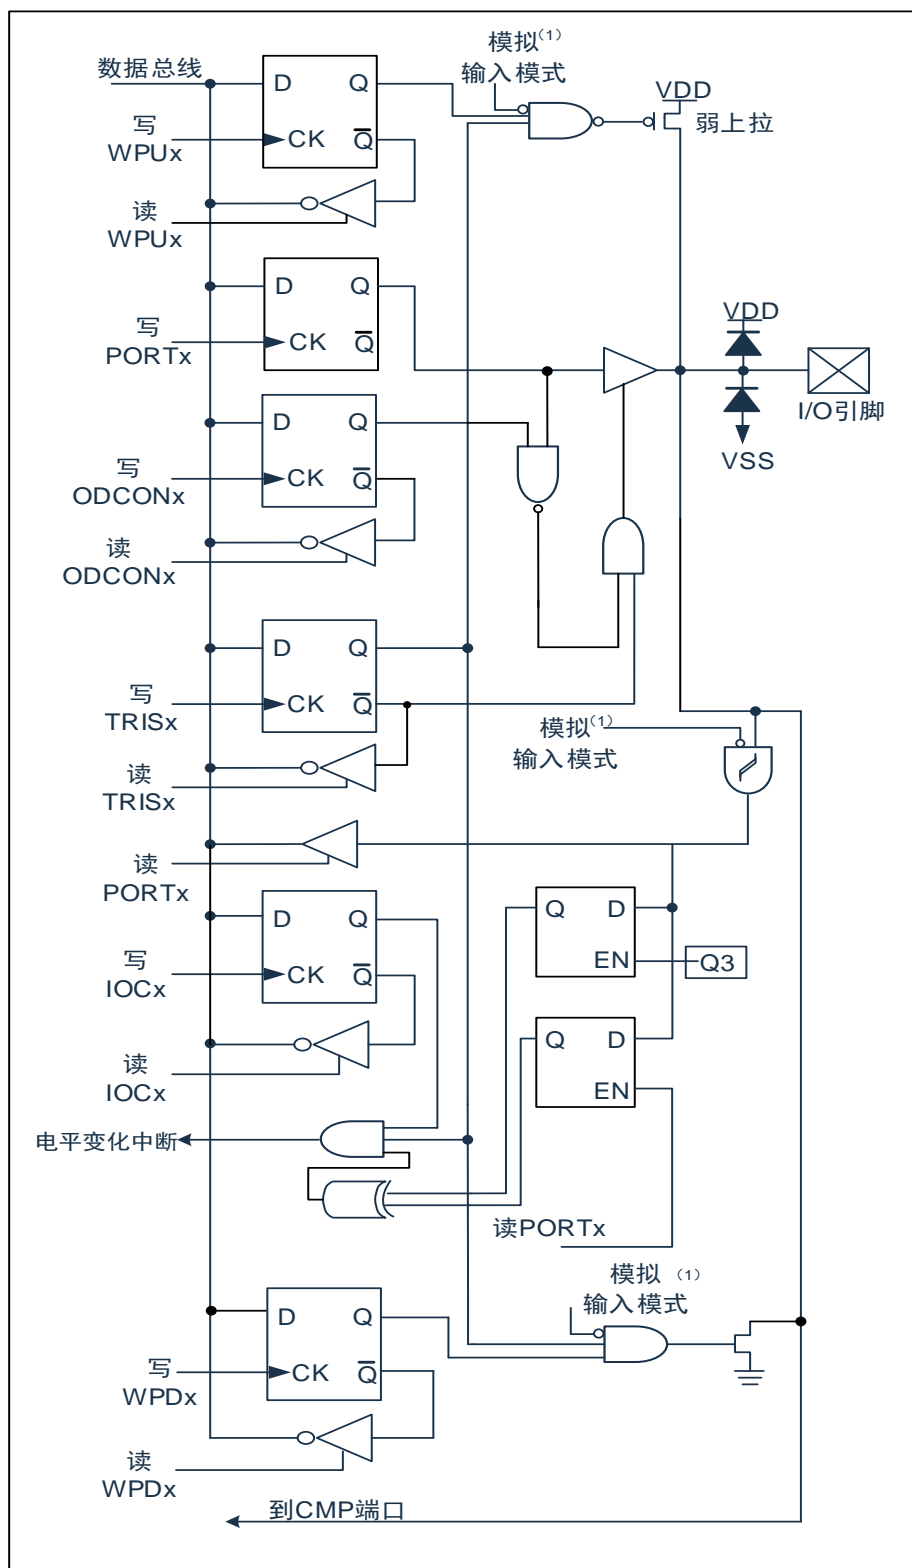 模拟⁽¹⁾
输入模式
数据总线
D
Q
VDD
弱上拉
写
WPUx
CK
Q̅
读
WPUx
D
Q
写
PORTx
CK
Q̅
VDD
I/O引脚
VSS
D
Q
写
ODCONx
CK
Q̅
读
ODCONx
D
Q
写
TRISx
CK
Q̅
模拟⁽¹⁾
输入模式
读
TRISx
读
PORTx
D
Q
写
IOCx
CK
Q̅
Q
D
EN
Q3
读
IOCx
Q
D
EN
电平变化中断
读PORTx
模拟（1）
输入模式
D
Q
写
WPDx
CK
Q̅
读
WPDx
到CMP端口